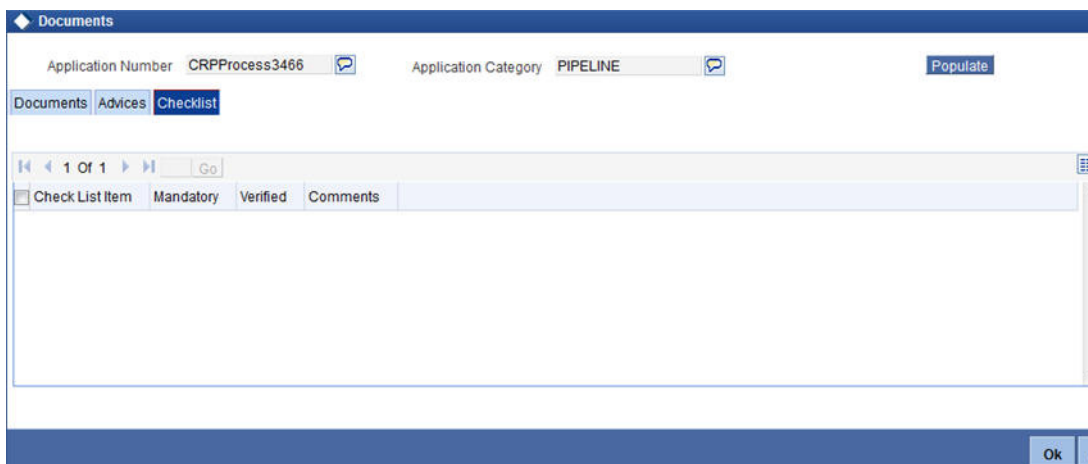 Documents
Application Number CRPProcess3466 Application Category PIPELINE Populate
Documents Advices Checklist
1 Of 1 Go
Check List Item Mandatory Verified Comments
Ok